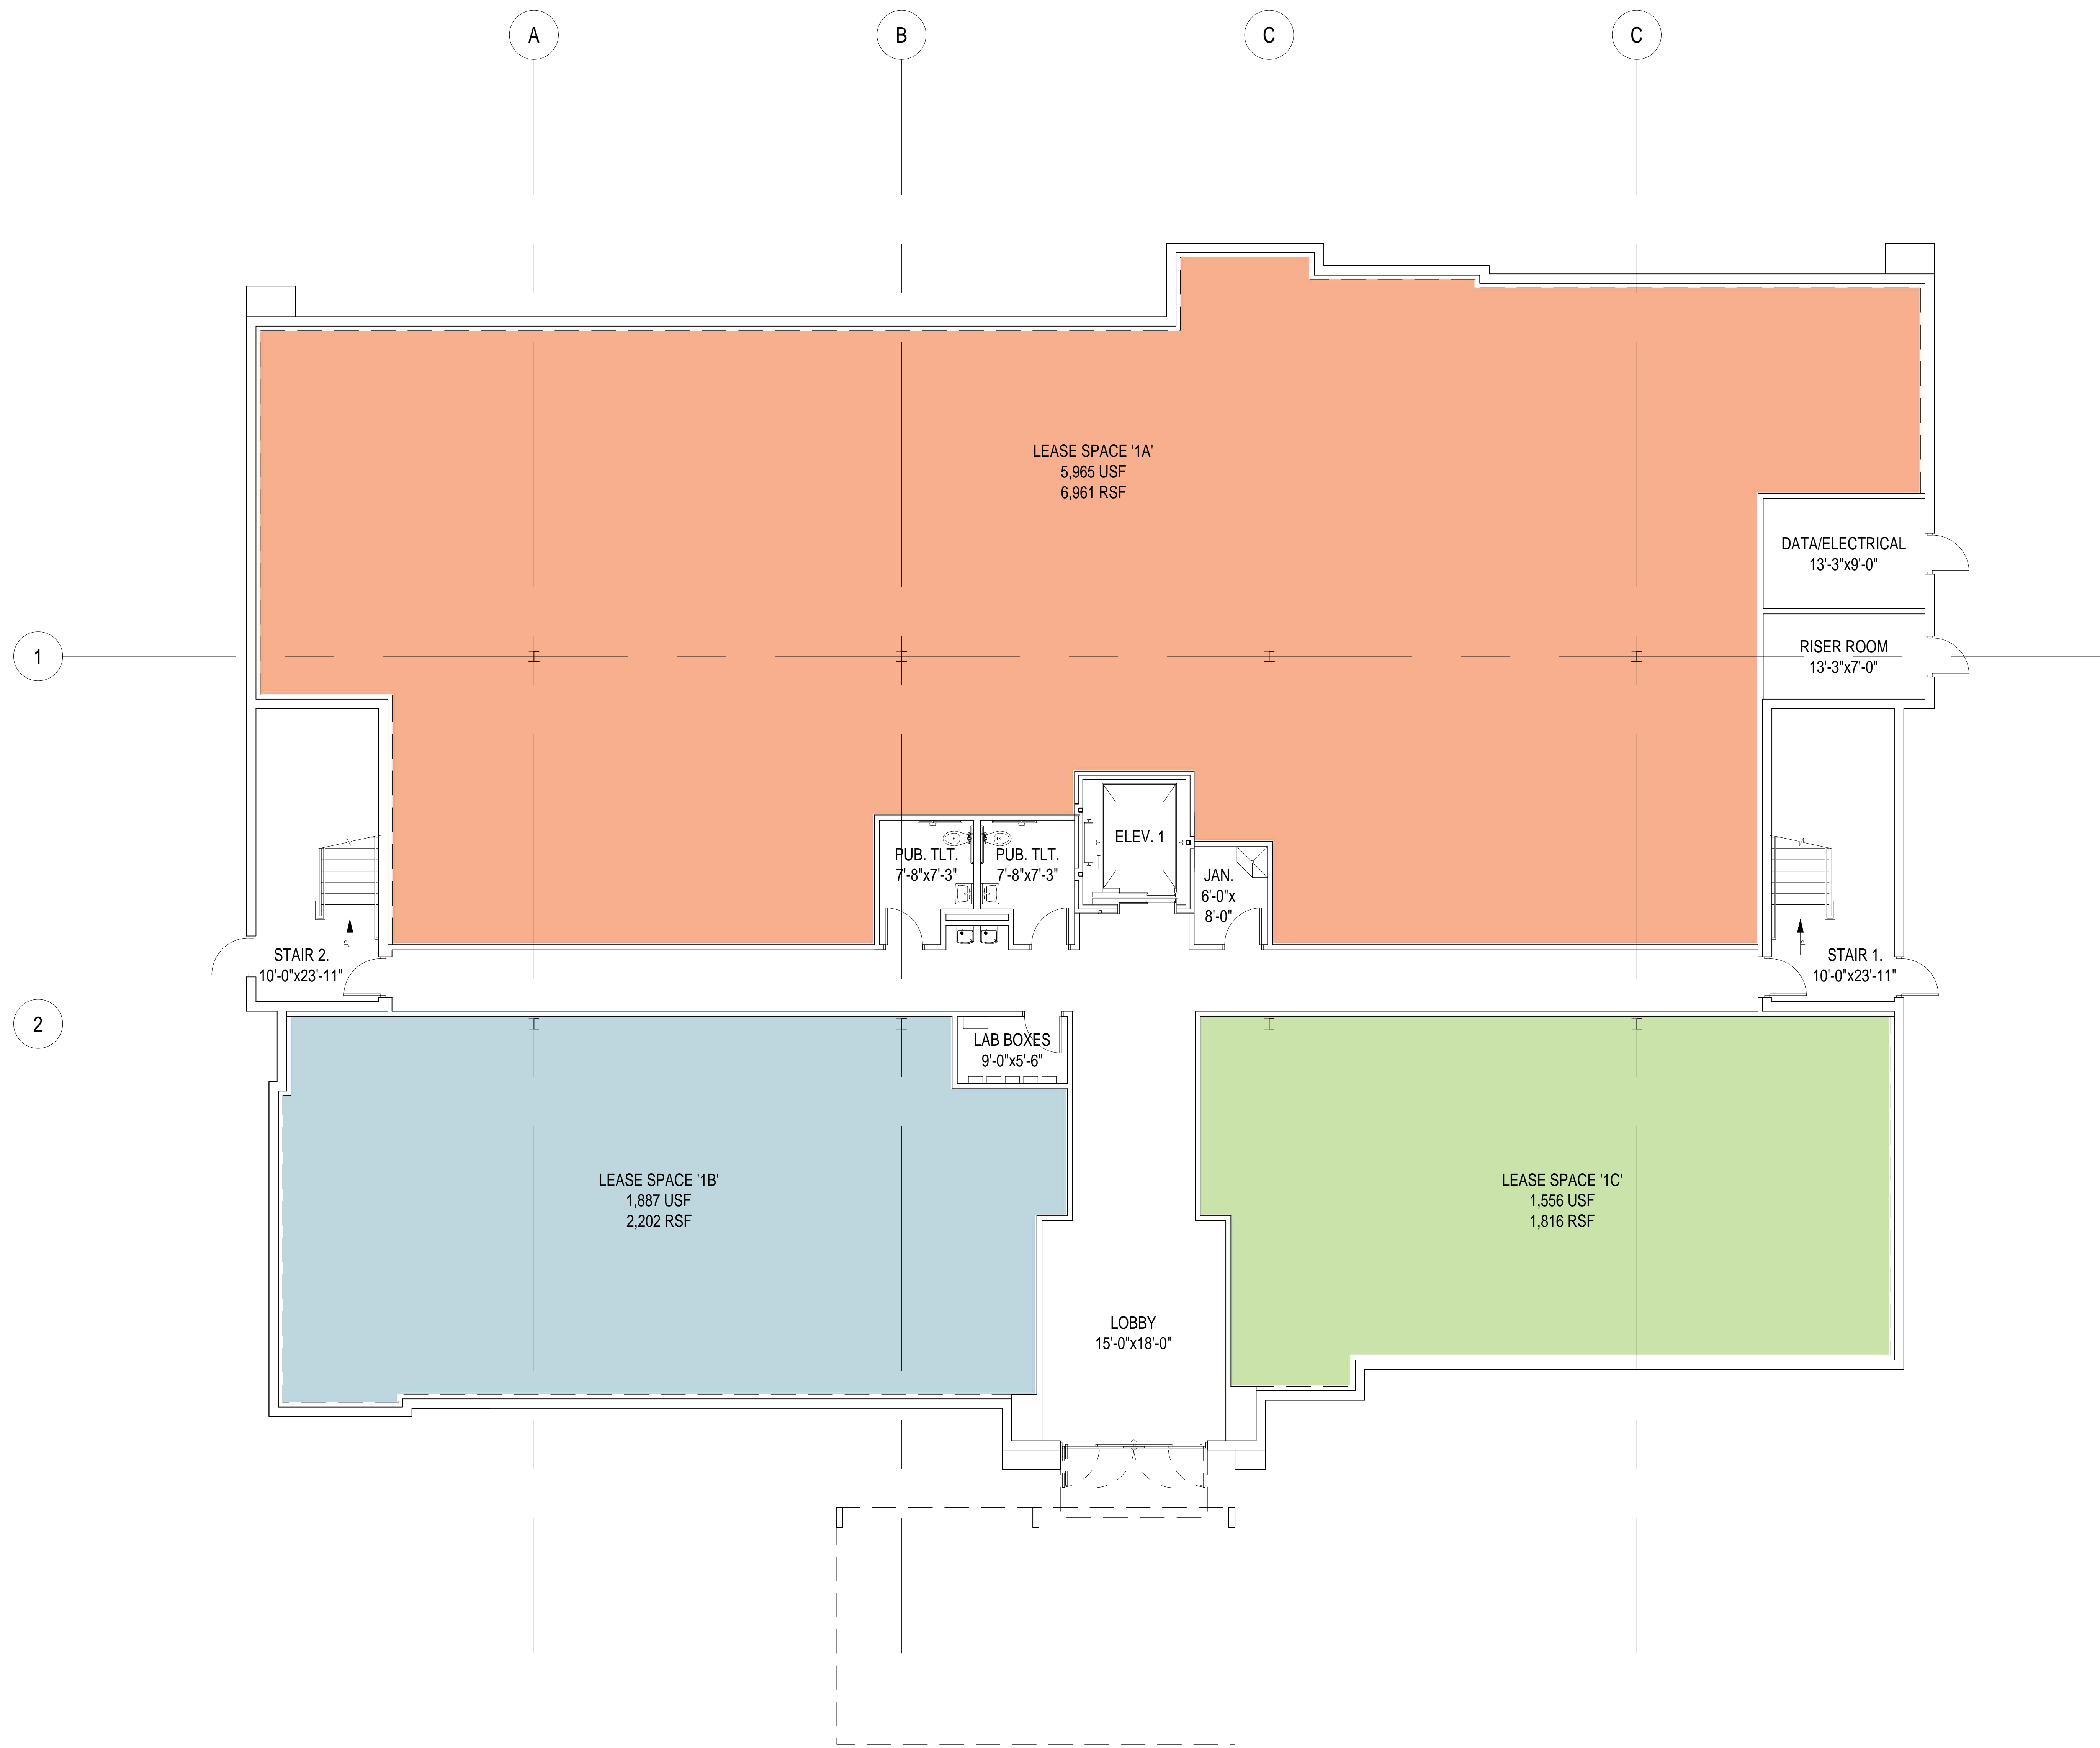 A
B
C
C
LEASE SPACE '1A'
5,965 USF
6,961 RSF
DATA/ELECTRICAL
13'-3"x9'-0"
1
RISER ROOM
13'-3"x7'-0"
ELEV. 1
PUB. TLT.
7'-8"x7'-3"
PUB. TLT.
7'-8"x7'-3"
JAN.
6'-0"x
8'-0"
UP
STAIR 2.
10'-0"x23'-11"
UP
STAIR 1.
10'-0"x23'-11"
2
LAB BOXES
9'-0"x5'-6"
LEASE SPACE '1B'
1,887 USF
2,202 RSF
LEASE SPACE '1C'
1,556 USF
1,816 RSF
LOBBY
15'-0"x18'-0"